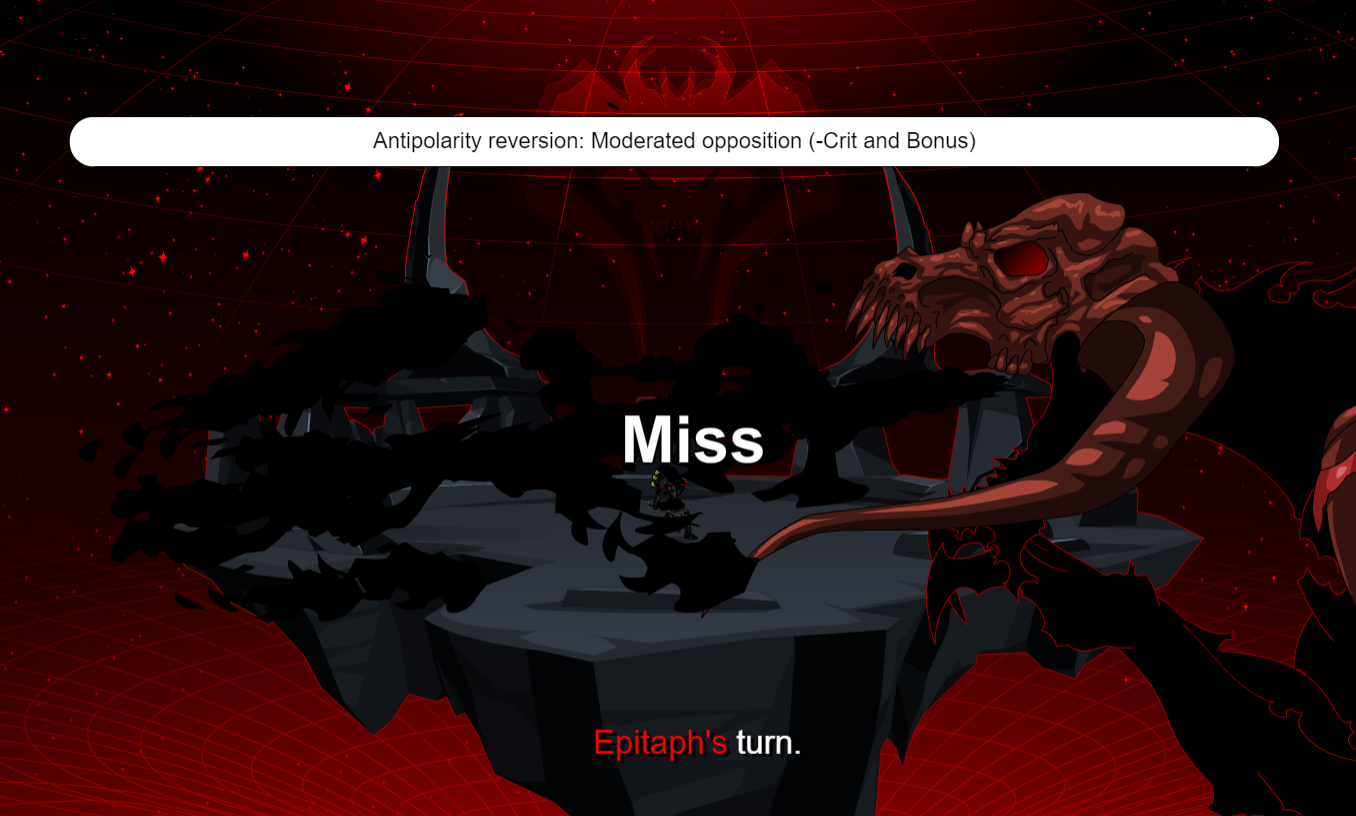 Antipolarity reversion: Moderated opposition (-Crit and Bonus)
Miss
Epitaph's turn.